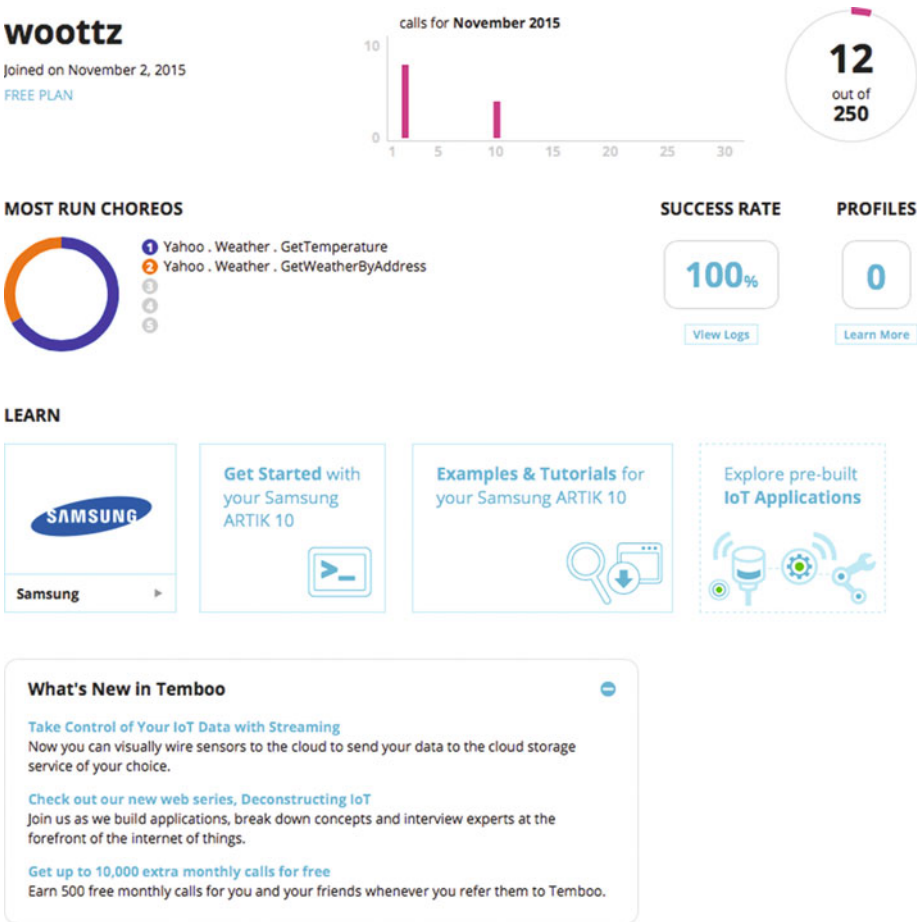 woottz
Joined on November 2, 2015
FREE PLAN
calls for November 2015
10
0
1 5 10 15 20 25 30
12
out of
250
MOST RUN CHOREOS
1 Yahoo . Weather . GetTemperature
2 Yahoo . Weather . GetWeatherByAddress
3
4
5
SUCCESS RATE
100%
View Logs
PROFILES
0
Learn More
LEARN
SAMSUNG
Samsung
Get Started with
your Samsung
ARTIK 10
>_
Examples & Tutorials for
your Samsung ARTIK 10
Explore pre-built
IoT Applications
What's New in Temboo
Take Control of Your IoT Data with Streaming
Now you can visually wire sensors to the cloud to send your data to the cloud storage
service of your choice.
Check out our new web series, Deconstructing IoT
Join us as we build applications, break down concepts and interview experts at the
forefront of the internet of things.
Get up to 10,000 extra monthly calls for free
Earn 500 free monthly calls for you and your friends whenever you refer them to Temboo.